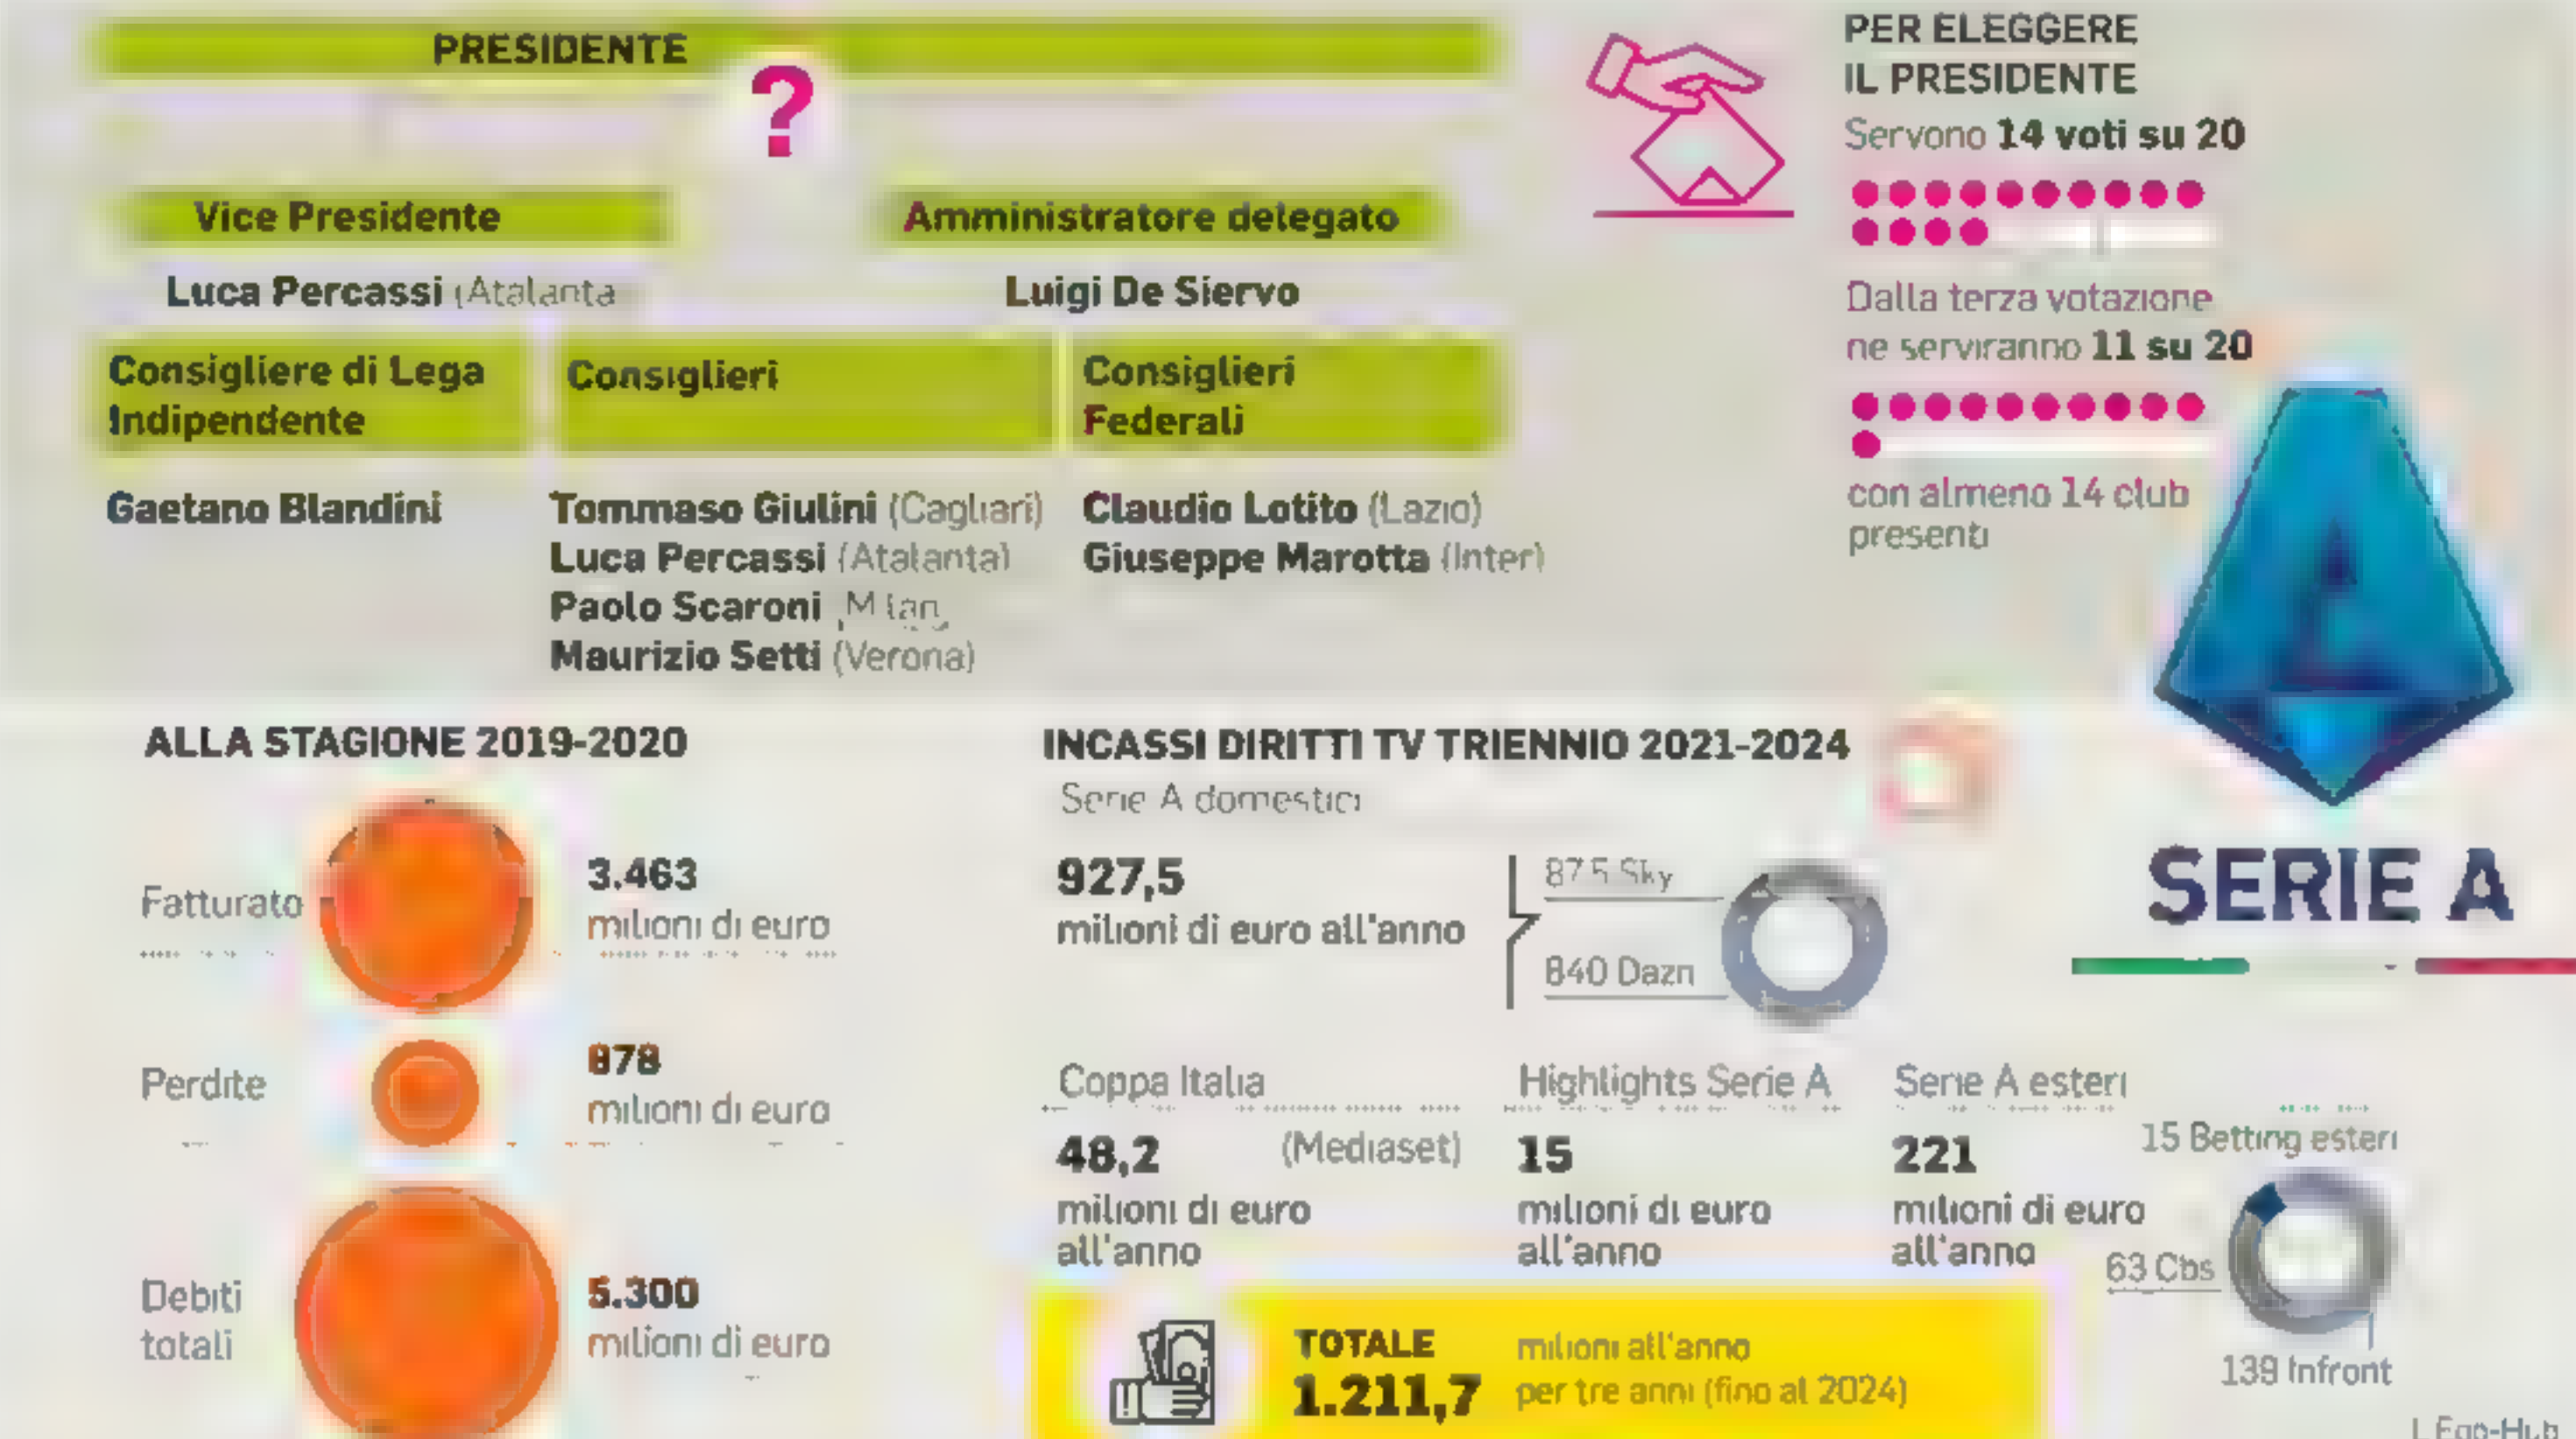 PRESIDENTE
?
Vice Presidente
Amministratore delegato
Luca Percassi (Atalanta
Luigi De Siervo
Consigliere di Lega
Indipendente
Consiglieri
Consiglieri
Federali
Gaetano Blandini
Tommaso Giulini (Cagliari)
Luca Percassi (Atalanta)
Paolo Scaroni Milan
Maurizio Setti (Verona)
Claudio Lotito (Lazio)
Giuseppe Marotta (Inter)
PER ELEGGERE
IL PRESIDENTE
Servono 14 voti su 20
Dalla terza votazione
ne serviranno 11 su 20
con almeno 14 club
presenti
SERIE A
ALLA STAGIONE 2019-2020
Fatturato
3.463
milioni di euro
Perdite
878
milioni di euro
Debiti
totali
5.300
milioni di euro
INCASSI DIRITTI TV TRIENNIO 2021-2024
Serie A domestici
927,5
milioni di euro all'anno
87,5 Sky
840 Dazn
Coppa Italia
48,2 (Mediaset)
milioni di euro
all'anno
Highlights Serie A
15
milioni di euro
all'anno
Serie A esteri
221
milioni di euro
all'anno
15 Betting esteri
63 Cbs
139 Infront
TOTALE
1.211,7
milioni all'anno
per tre anni (fino al 2024)
L'Ego-Hub